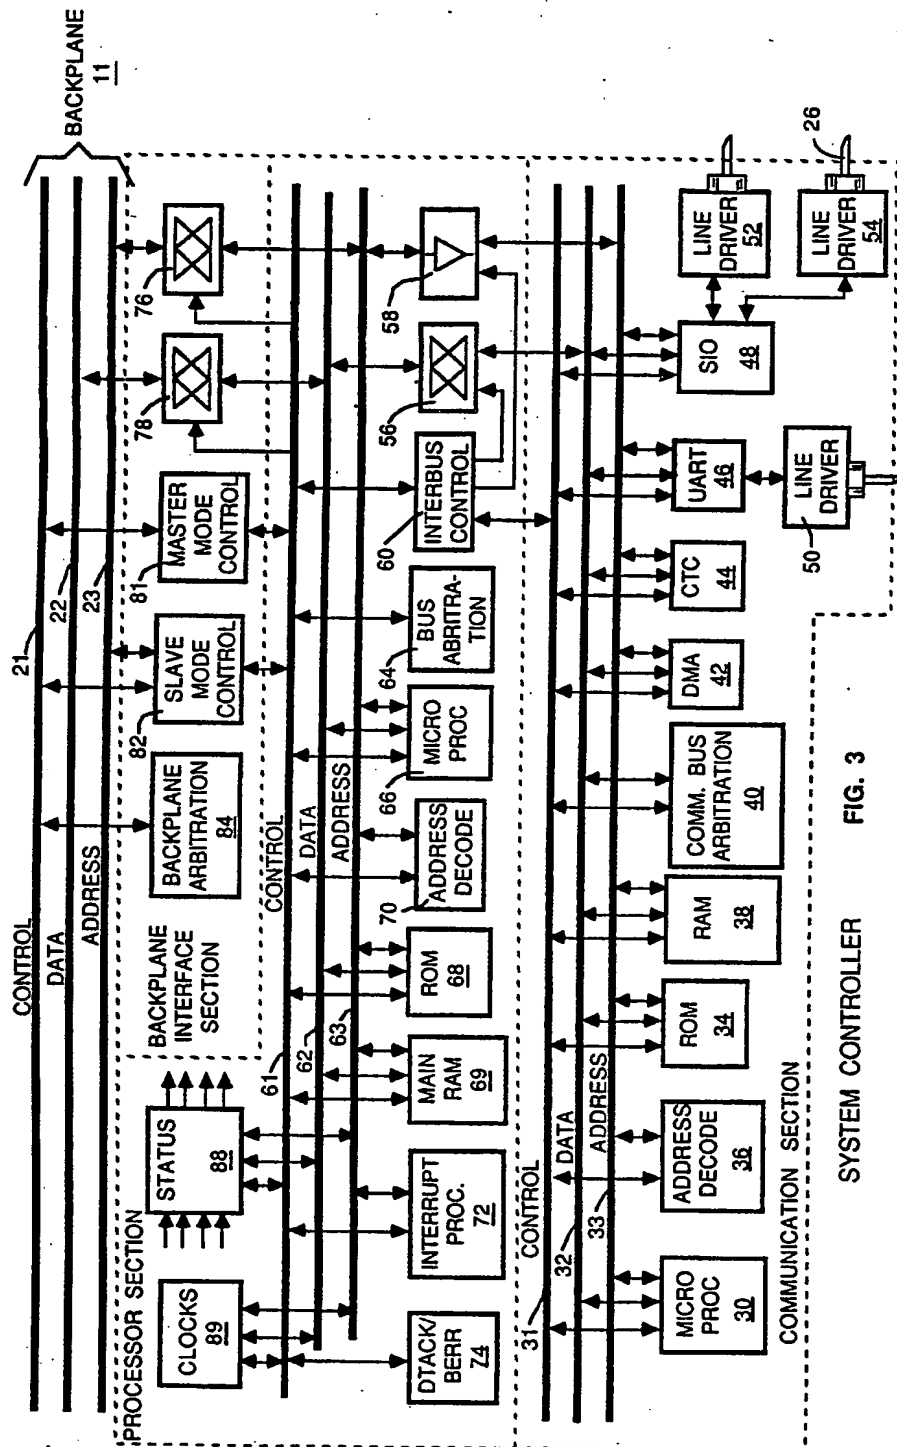 BACKPLANE
11
CONTROL
21
DATA
22
ADDRESS
23
PROCESSOR SECTION
CLOCKS
89
STATUS
88
BACKPLANE
INTERFACE
SECTION
BACKPLANE
ARBITRATION
84
82
SLAVE
MODE
CONTROL
81
MASTER
MODE
CONTROL
78
76
61
CONTROL
62
DATA
63
ADDRESS
DTACK/
BERR
74
INTERRUPT
PROC.
72
MAIN
RAM
69
ROM
68
70
ADDRESS
DECODE
66
MICRO
PROC
64
BUS
ABRITRA-
TION
60
INTERBUS
CONTROL
56
58
31
CONTROL
32
DATA
33
ADDRESS
MICRO
PROC
30
ADDRESS
DECODE
36
ROM
34
RAM
38
COMM. BUS
ARBITRATION
40
DMA
42
CTC
44
UART
46
SIO
48
50
LINE
DRIVER
LINE
DRIVER
52
LINE
DRIVER
54
26
COMMUNICATION SECTION
SYSTEM CONTROLLER
FIG. 3